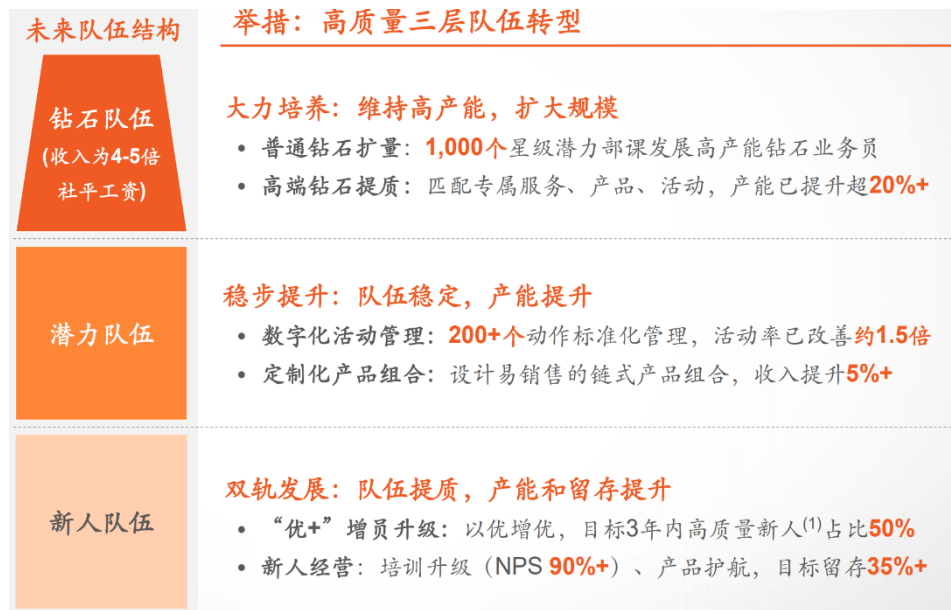 未来队伍结构
举措：高质量三层队伍转型
钻石队伍
(收入为4-5倍
社平工资)
大力培养：维持高产能，扩大规模
• 普通钻石扩量：1,000个星级潜力部课发展高产能钻石业务员
• 高端钻石提质：匹配专属服务、产品、活动，产能已提升超20%+
潜力队伍
稳步提升：队伍稳定，产能提升
• 数字化活动管理：200+个动作标准化管理，活动率已改善约1.5倍
• 定制化产品组合：设计易销售的链式产品组合，收入提升5%+
新人队伍
双轨发展：队伍提质，产能和留存提升
• “优+”增员升级：以优增优，目标3年内高质量新人(1)占比50%
• 新人经营：培训升级（NPS 90%+）、产品护航，目标留存35%+